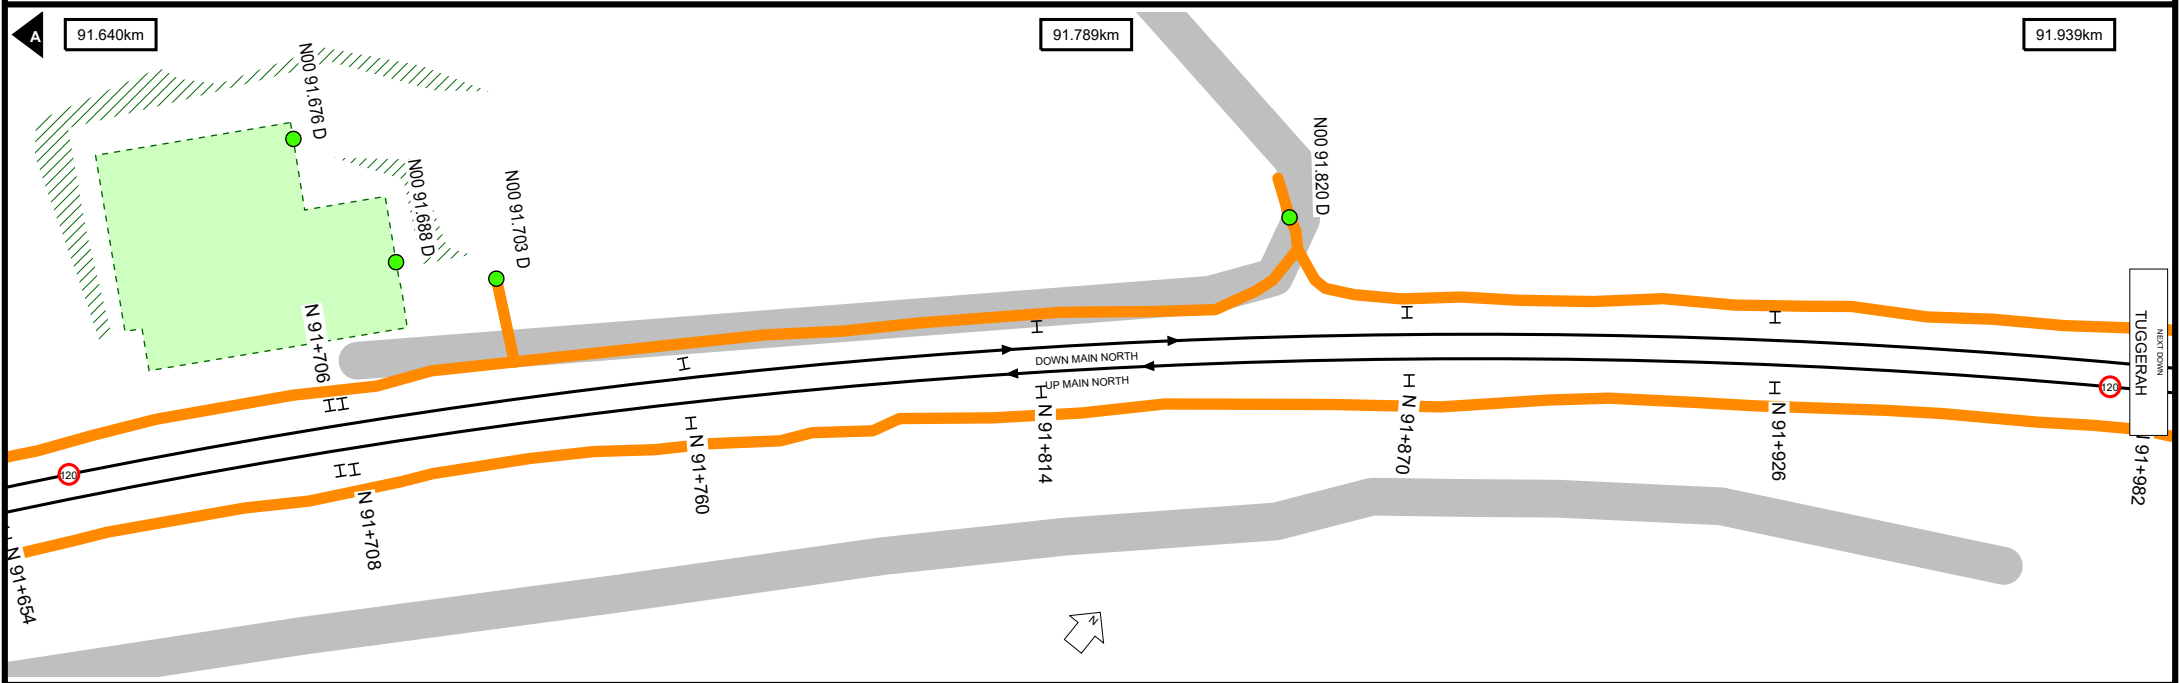 A
91.640km
91.789km
91.939km
N00 91.676 D
N00 91.688 D
N00 91.703 D
N00 91.820 D
N 91+706
DOWN MAIN NORTH
UP MAIN NORTH
120
120
NEXT DOWN
TUGGERAH
N 91+654
N 91+708
N 91+760
N 91+814
N 91+870
N 91+926
91+982
N